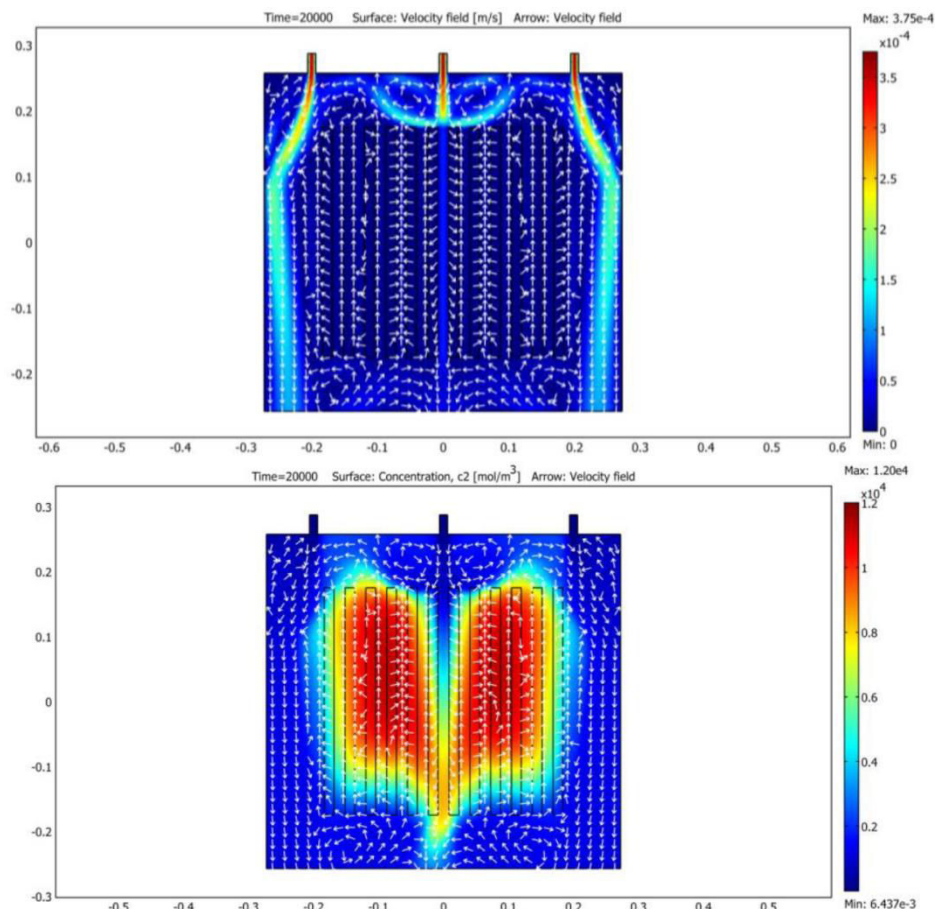 Time=20000 Surface: Velocity field [m/s] Arrow: Velocity field
Max: 3.75e-4
x10-4
0.3
0.2
0.1
0
-0.1
-0.2
3.5
3
2.5
2
1.5
1
0.5
0
-0.6 -0.5 -0.4 -0.3 -0.2 -0.1 0 0.1 0.2 0.3 0.4 0.5 0.6
Min: 0
Time=20000 Surface: Concentration, c2 [mol/m3] Arrow: Velocity field
Max: 1.20e4
x104
0.3
0.2
0.1
0
-0.1
-0.2
-0.3
1.2
1
0.8
0.6
0.4
0.2
-0.5 -0.4 -0.3 -0.2 -0.1 0 0.1 0.2 0.3 0.4 0.5
Min: 6.437e-3